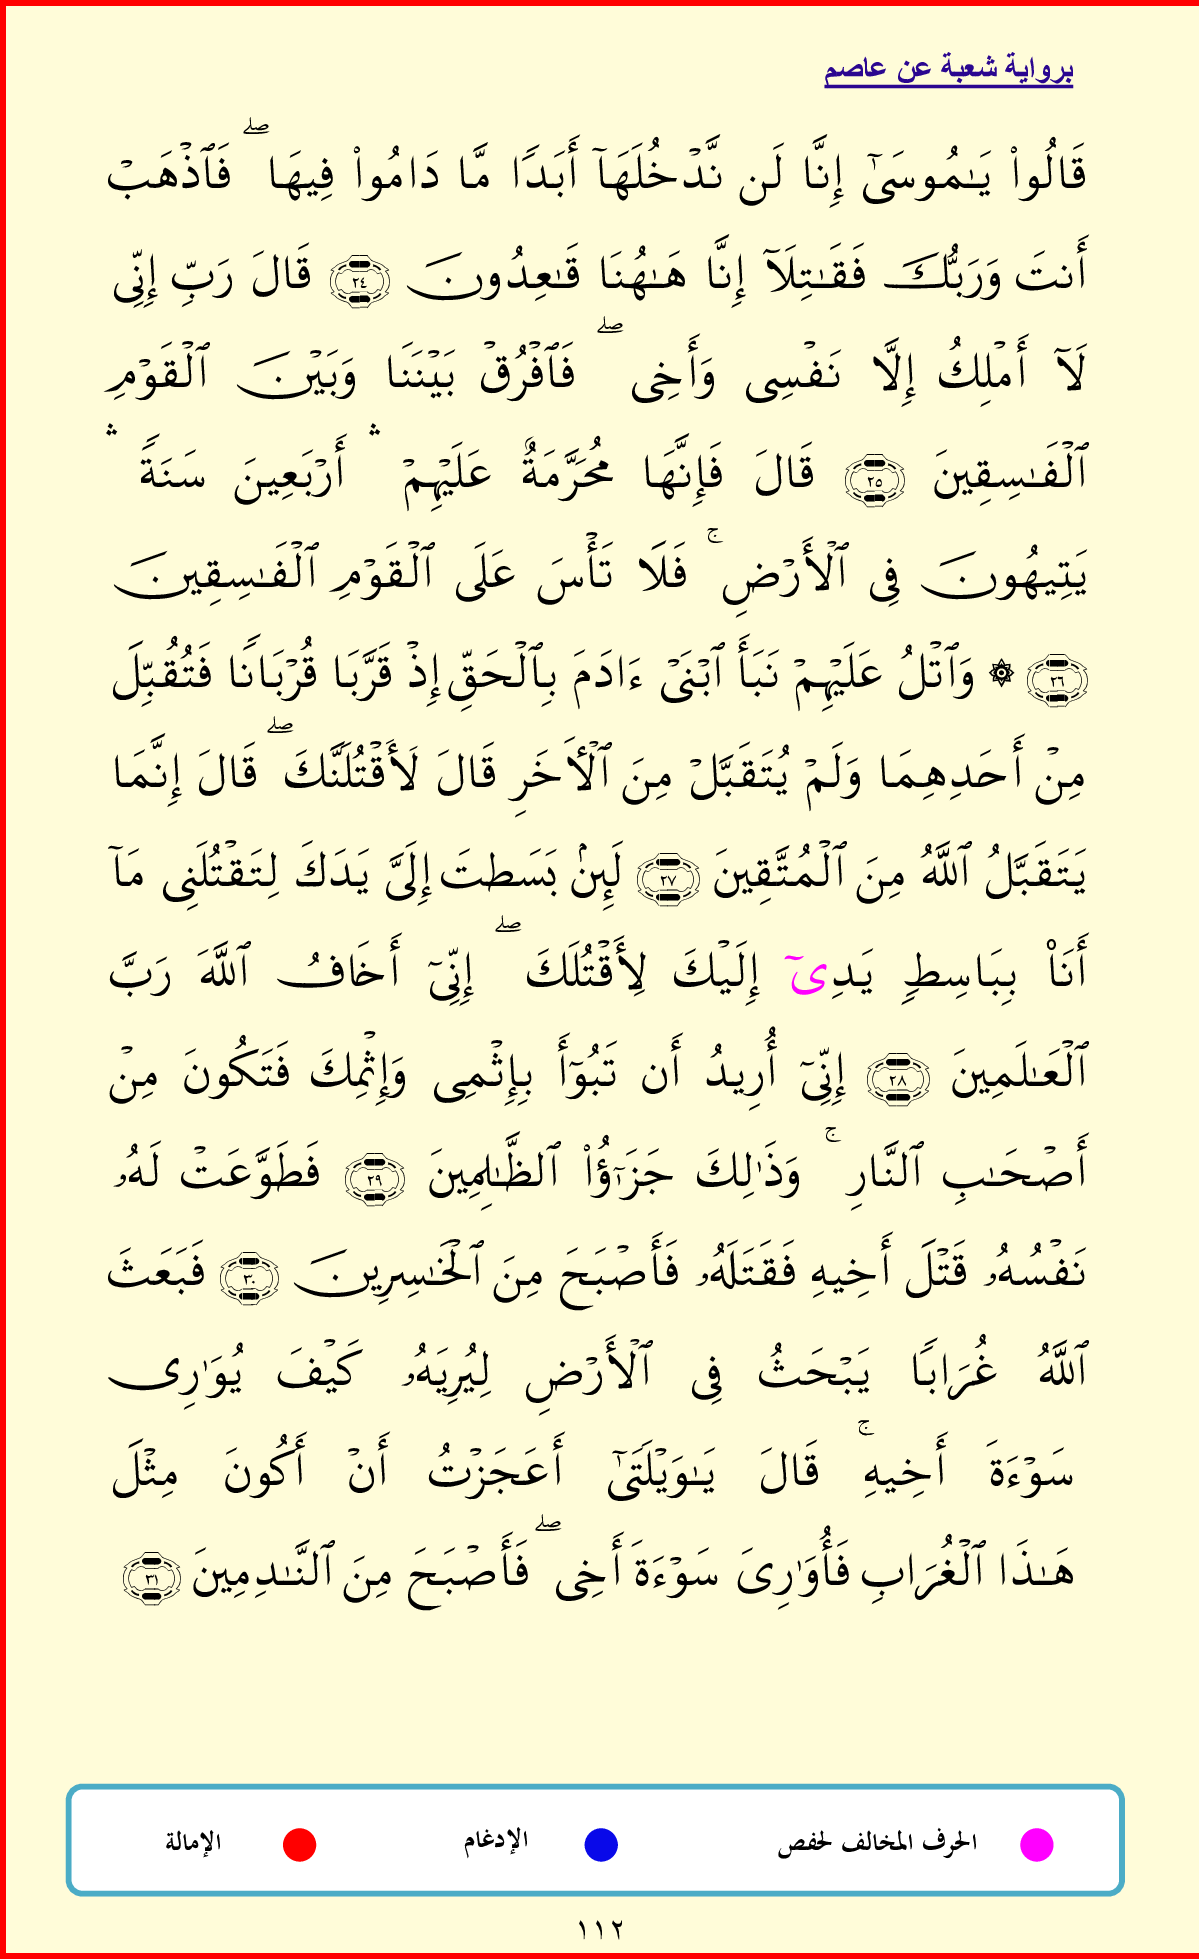 برواية شعبة عن عاصم
قَالُوا۟ يَـٰمُوسَىٰٓ إِنَّا لَن نَّدْخُلَهَآ أَبَدًا مَّا دَامُوا۟ فِيهَا ۖ فَٱذْهَبْ
أَنتَ وَرَبُّكَ فَقَـٰتِلَآ إِنَّا هَـٰهُنَا قَـٰعِدُونَ ٢٤ قَالَ رَبِّ إِنِّى
لَآ أَمْلِكُ إِلَّا نَفْسِى وَأَخِى ۖ فَٱفْرُقْ بَيْنَنَا وَبَيْنَ ٱلْقَوْمِ
ٱلْفَـٰسِقِينَ ٢٥ قَالَ فَإِنَّهَا مُحَرَّمَةٌ عَلَيْهِمْ ۛ أَرْبَعِينَ سَنَةً ۛ
يَتِيهُونَ فِى ٱلْأَرْضِ ۚ فَلَا تَأْسَ عَلَى ٱلْقَوْمِ ٱلْفَـٰسِقِينَ
٢٦ ۞ وَٱتْلُ عَلَيْهِمْ نَبَأَ ٱبْنَىْ ءَادَمَ بِٱلْحَقِّ إِذْ قَرَّبَا قُرْبَانًا فَتُقُبِّلَ
مِنْ أَحَدِهِمَا وَلَمْ يُتَقَبَّلْ مِنَ ٱلْـَٔاخَرِ قَالَ لَأَقْتُلَنَّكَ ۖ قَالَ إِنَّمَا
يَتَقَبَّلُ ٱللَّهُ مِنَ ٱلْمُتَّقِينَ ٢٧ لَئِنۢ بَسَطتَ إِلَىَّ يَدَكَ لِتَقْتُلَنِى مَآ
أَنَا۠ بِبَاسِطٍ يَدِىٓ إِلَيْكَ لِأَقْتُلَكَ ۖ إِنِّىٓ أَخَافُ ٱللَّهَ رَبَّ
ٱلْعَـٰلَمِينَ ٢٨ إِنِّىٓ أُرِيدُ أَن تَبُوٓأَ بِإِثْمِى وَإِثْمِكَ فَتَكُونَ مِنْ
أَصْحَـٰبِ ٱلنَّارِ ۚ وَذَٰلِكَ جَزَٰٓؤُا۟ ٱلظَّـٰلِمِينَ ٢٩ فَطَوَّعَتْ لَهُۥ
نَفْسُهُۥ قَتْلَ أَخِيهِ فَقَتَلَهُۥ فَأَصْبَحَ مِنَ ٱلْخَـٰسِرِينَ ٣٠ فَبَعَثَ
ٱللَّهُ غُرَابًا يَبْحَثُ فِى ٱلْأَرْضِ لِيُرِيَهُۥ كَيْفَ يُوَٰرِى
سَوْءَةَ أَخِيهِ ۚ قَالَ يَـٰوَيْلَتَىٰٓ أَعَجَزْتُ أَنْ أَكُونَ مِثْلَ
هَـٰذَا ٱلْغُرَابِ فَأُوَٰرِىَ سَوْءَةَ أَخِى ۖ فَأَصْبَحَ مِنَ ٱلنَّـٰدِمِينَ ٣١
الحرف المخالف لحفص الإدغام الإمالة
١١٢